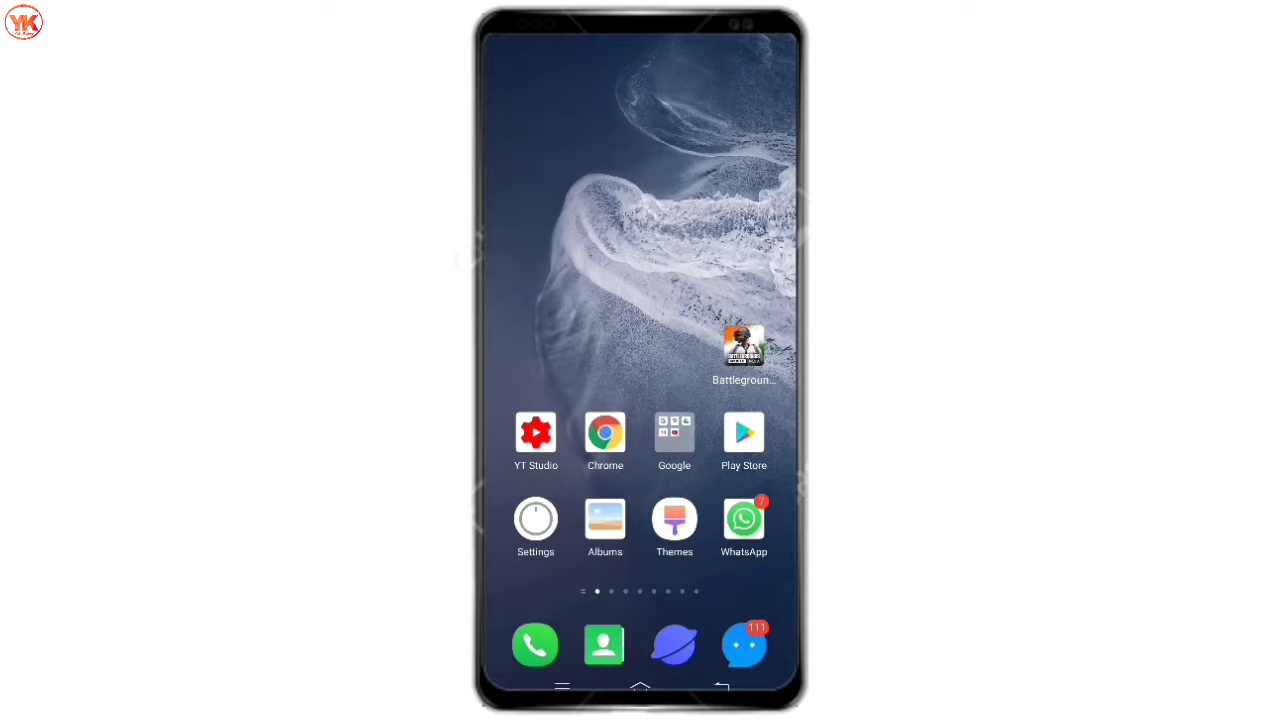 YK
Battlegroun...
YT Studio
Chrome
Google
Play Store
7
Settings
Albums
Themes
WhatsApp
111